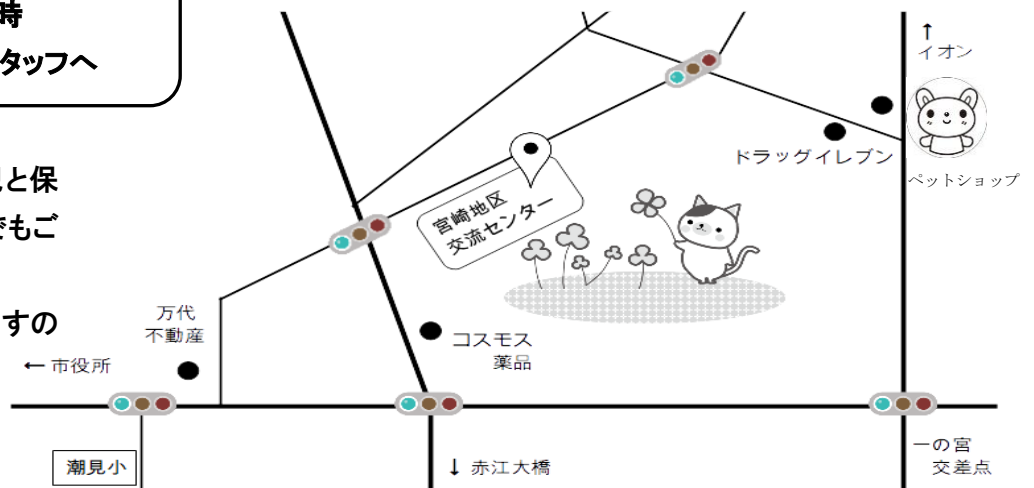 時
タッフへ
と保
でもご
すの
↑
イオン
ドラッグイレブン
ペットショップ
宮崎地区
交流センター
万代
不動産
← 市役所
コスモス
薬品
潮見小
↓ 赤江大橋
一の宮
交差点